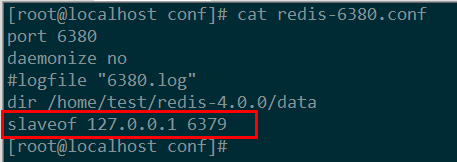 [root@localhost conf]# cat redis-6380.conf
port 6380
daemonize no
#logfile "6380.log"
dir /home/test/redis-4.0.0/data
slaveof 127.0.0.1 6379
[root@localhost conf]#